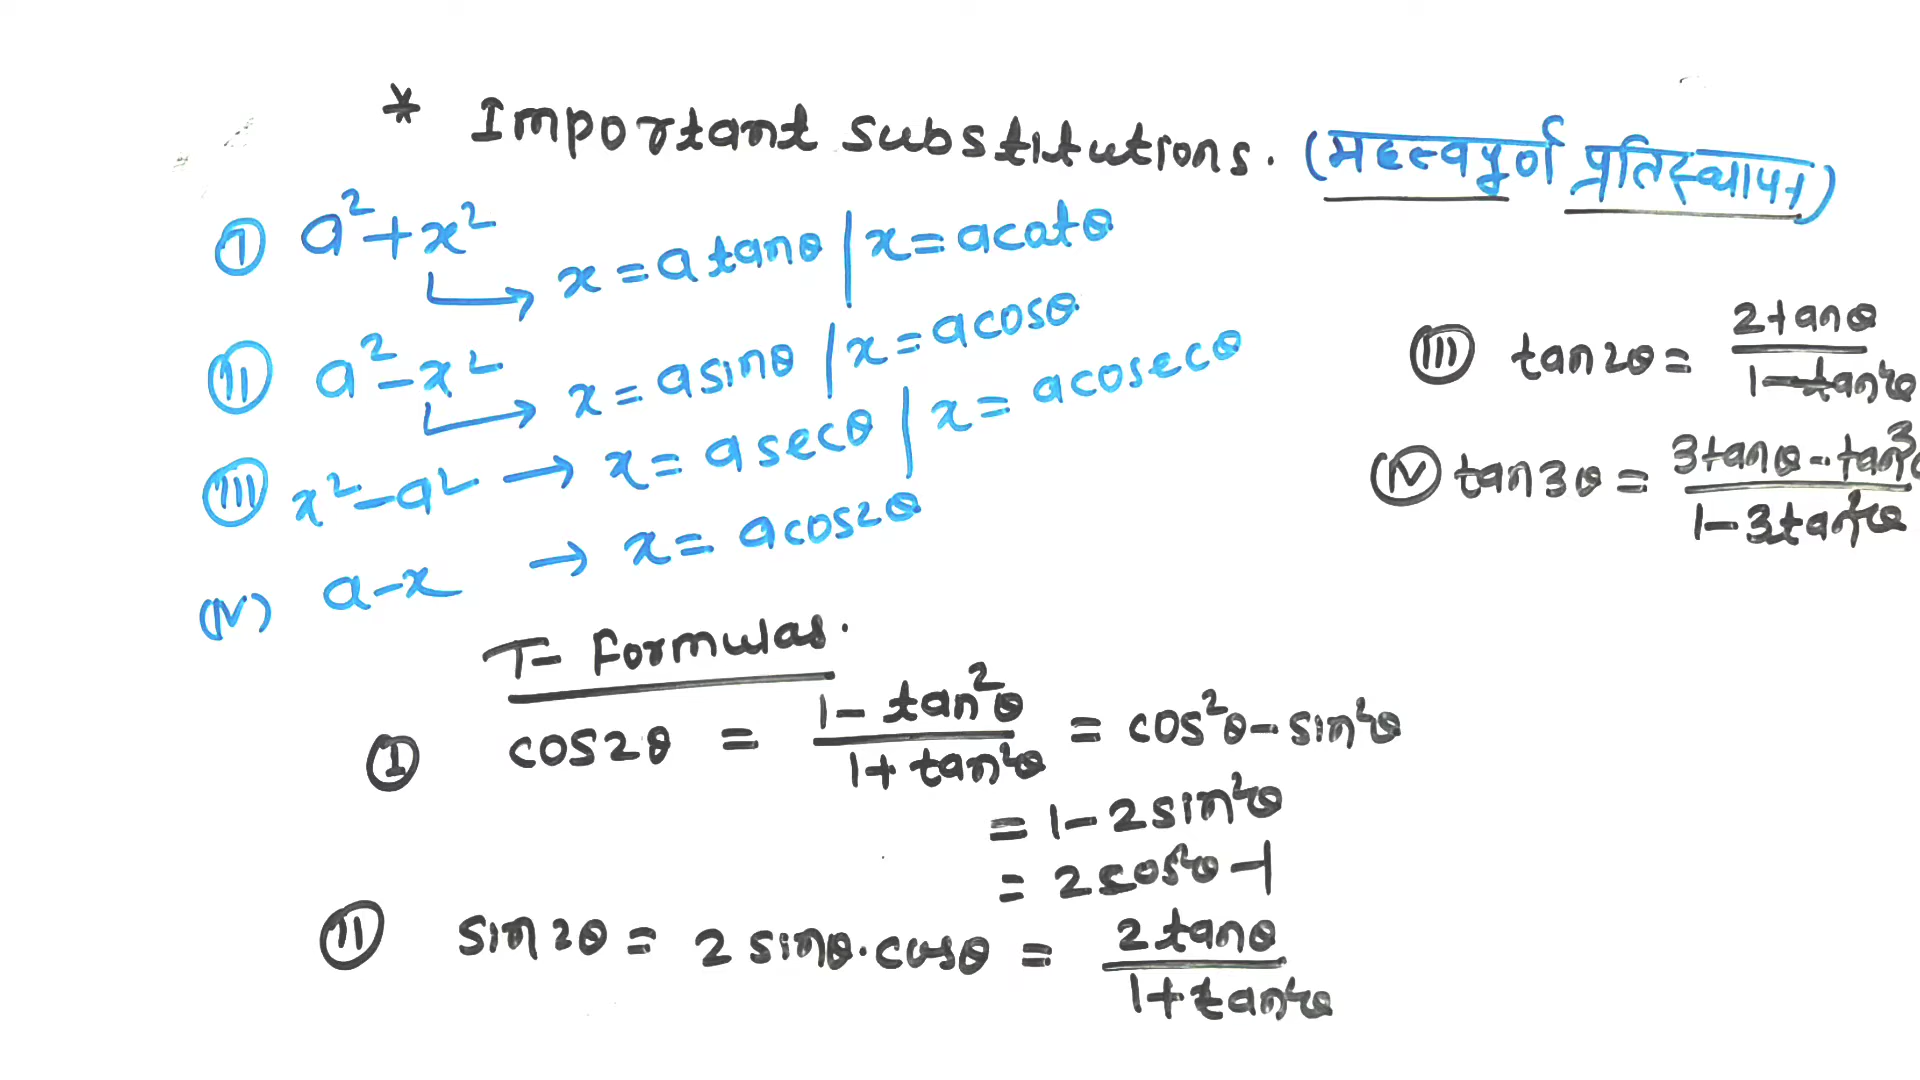 * Important substitutions. (महत्त्वपूर्ण प्रतिस्थापन)
(I) a²+x²
x = a tanθ | x = a cotθ
(II) a²-x²
x = a sinθ | x = a cosθ
(III) x²-a² → x = a secθ | x = a cosecθ
(IV) a-x → x = a cos2θ
T- Formulas.
(I) cos2θ = (1 - tan²θ)/(1 + tan²θ) = cos²θ - sin²θ
= 1 - 2sin²θ
= 2cos²θ - 1
(II) sin2θ = 2 sinθ.cosθ = 2tanθ/(1+tan²θ)
(III) tan2θ = 2tanθ/(1-tan²θ)
(IV) tan3θ = (3tanθ - tan³θ)/(1-3tan²θ)